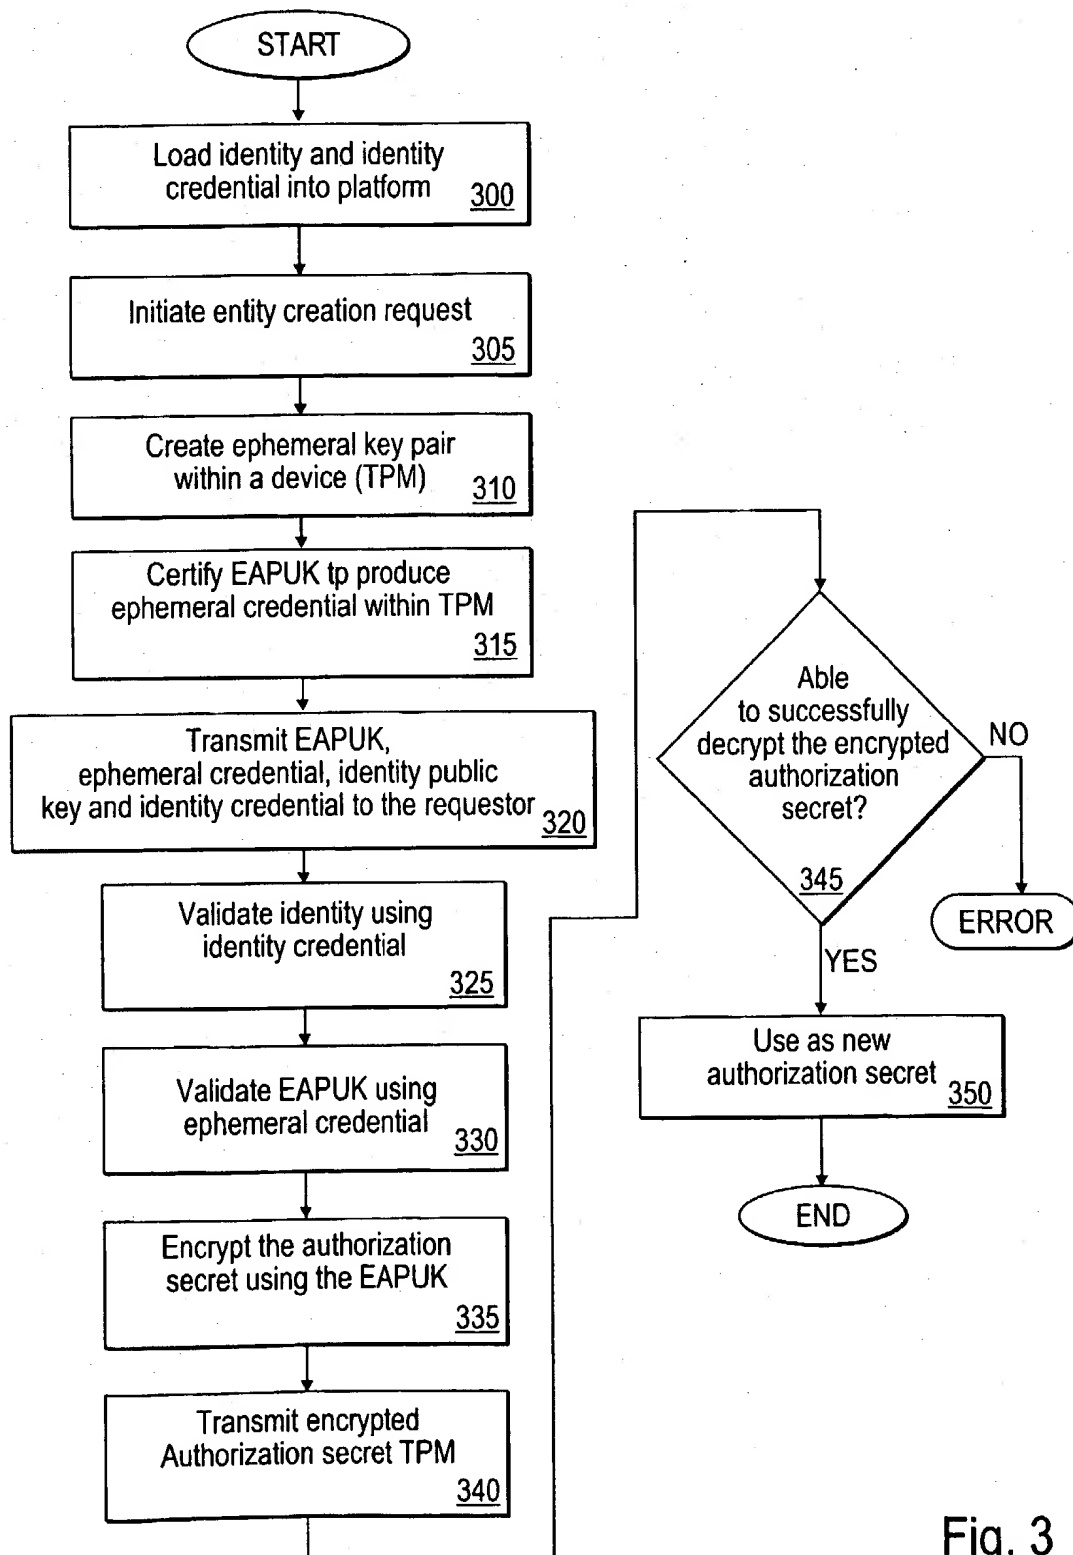 START
Load identity and identity
credential into platform
300
Initiate entity creation request
305
Create ephemeral key pair
within a device (TPM)
310
Certify EAPUK tp produce
ephemeral credential within TPM
315
Transmit EAPUK,
ephemeral credential, identity public
key and identity credential to the requestor
320
Validate identity using
identity credential
325
Validate EAPUK using
ephemeral credential
330
Encrypt the authorization
secret using the EAPUK
335
Transmit encrypted
Authorization secret TPM
340
Able
to successfully
decrypt the encrypted
authorization
secret?
345
NO
ERROR
YES
Use as new
authorization secret
350
END
Fig. 3